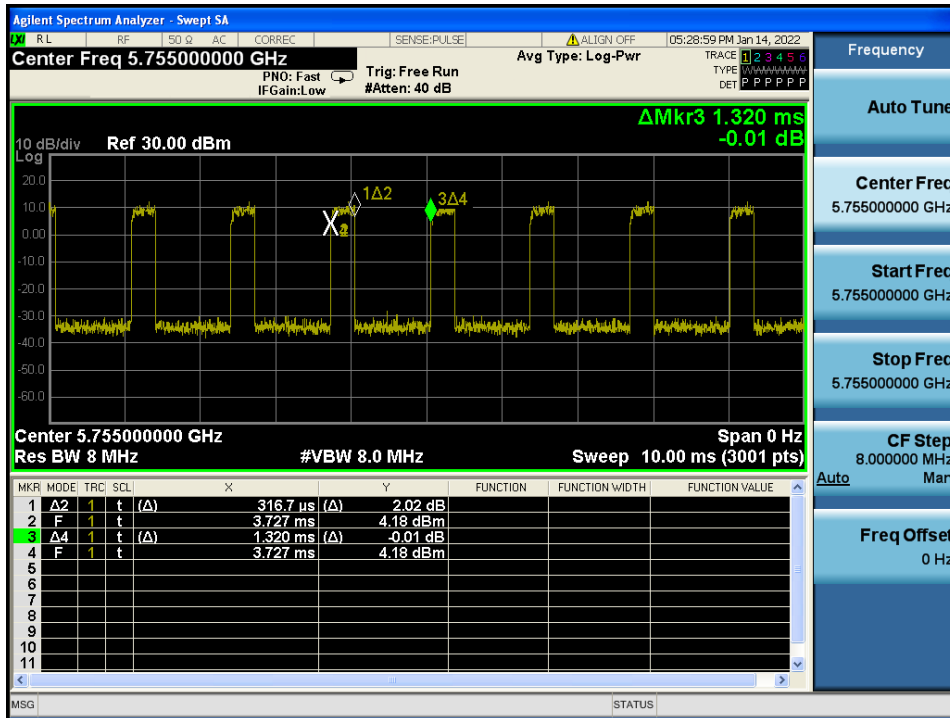 Agilent Spectrum Analyzer - Swept SA
LXI RL RF 50 Ω AC CORREC SENSE:PULSE ALIGN OFF 05:28:59 PM Jan 14, 2022
Center Freq 5.755000000 GHz
PNO: Fast
IFGain:Low
Trig: Free Run
#Atten: 40 dB
Avg Type: Log-Pwr
TRACE 1 2 3 4 5 6
TYPE
DET P P P P P P
ΔMkr3 1.320 ms
-0.01 dB
10 dB/div Ref 30.00 dBm
Log
20.0
10.0
0.00
-10.0
-20.0
-30.0
-40.0
-50.0
-60.0
1Δ2
3Δ4
Center 5.755000000 GHz Span 0 Hz
Res BW 8 MHz #VBW 8.0 MHz Sweep 10.00 ms (3001 pts)
MKR MODE TRC SCL X Y FUNCTION FUNCTION WIDTH FUNCTION VALUE
1 Δ2 1 t (Δ) 316.7 µs (Δ) 2.02 dB
2 F 1 t 3.727 ms 4.18 dBm
3 Δ4 1 t (Δ) 1.320 ms (Δ) -0.01 dB
4 F 1 t 3.727 ms 4.18 dBm
5
6
7
8
9
10
11
MSG STATUS
Frequency
Auto Tune
Center Freq
5.755000000 GHz
Start Freq
5.755000000 GHz
Stop Freq
5.755000000 GHz
CF Step
8.000000 MHz
Auto Man
Freq Offset
0 Hz